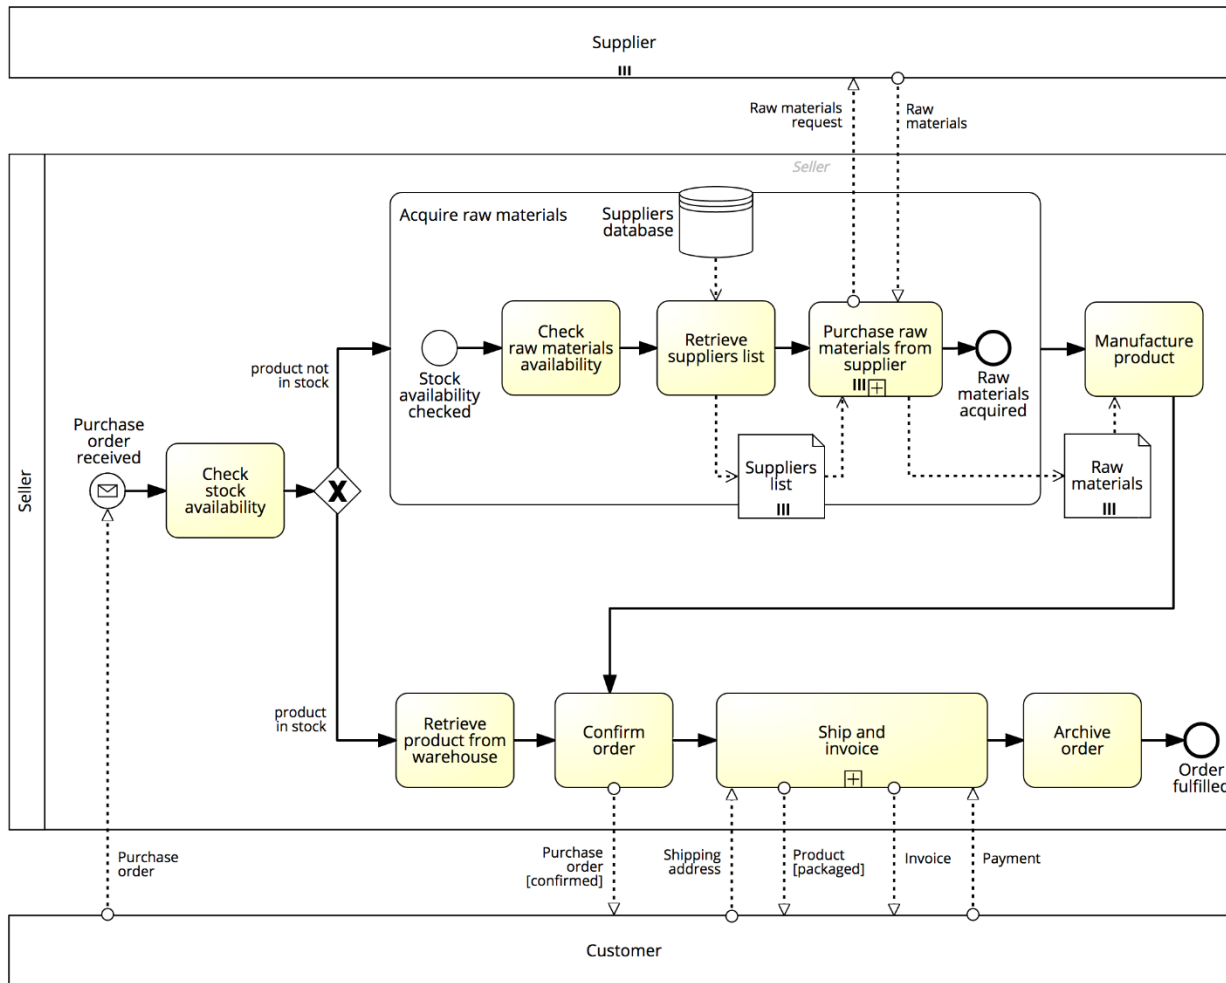 Supplier
Raw materials
request
Raw
materials
Seller
Acquire raw materials
Suppliers
database
Check
raw materials
availability
Retrieve
suppliers list
Purchase raw
materials from
supplier
Manufacture
product
product not
in stock
Stock
availability
checked
Raw
materials
acquired
Purchase
order
received
Check
stock
availability
Suppliers
list
Raw
materials
Seller
product
in stock
Retrieve
product from
warehouse
Confirm
order
Ship and
invoice
Archive
order
Order
fulfilled
Purchase
order
Purchase
order
[confirmed]
Shipping
address
Product
[packaged]
Invoice
Payment
Customer